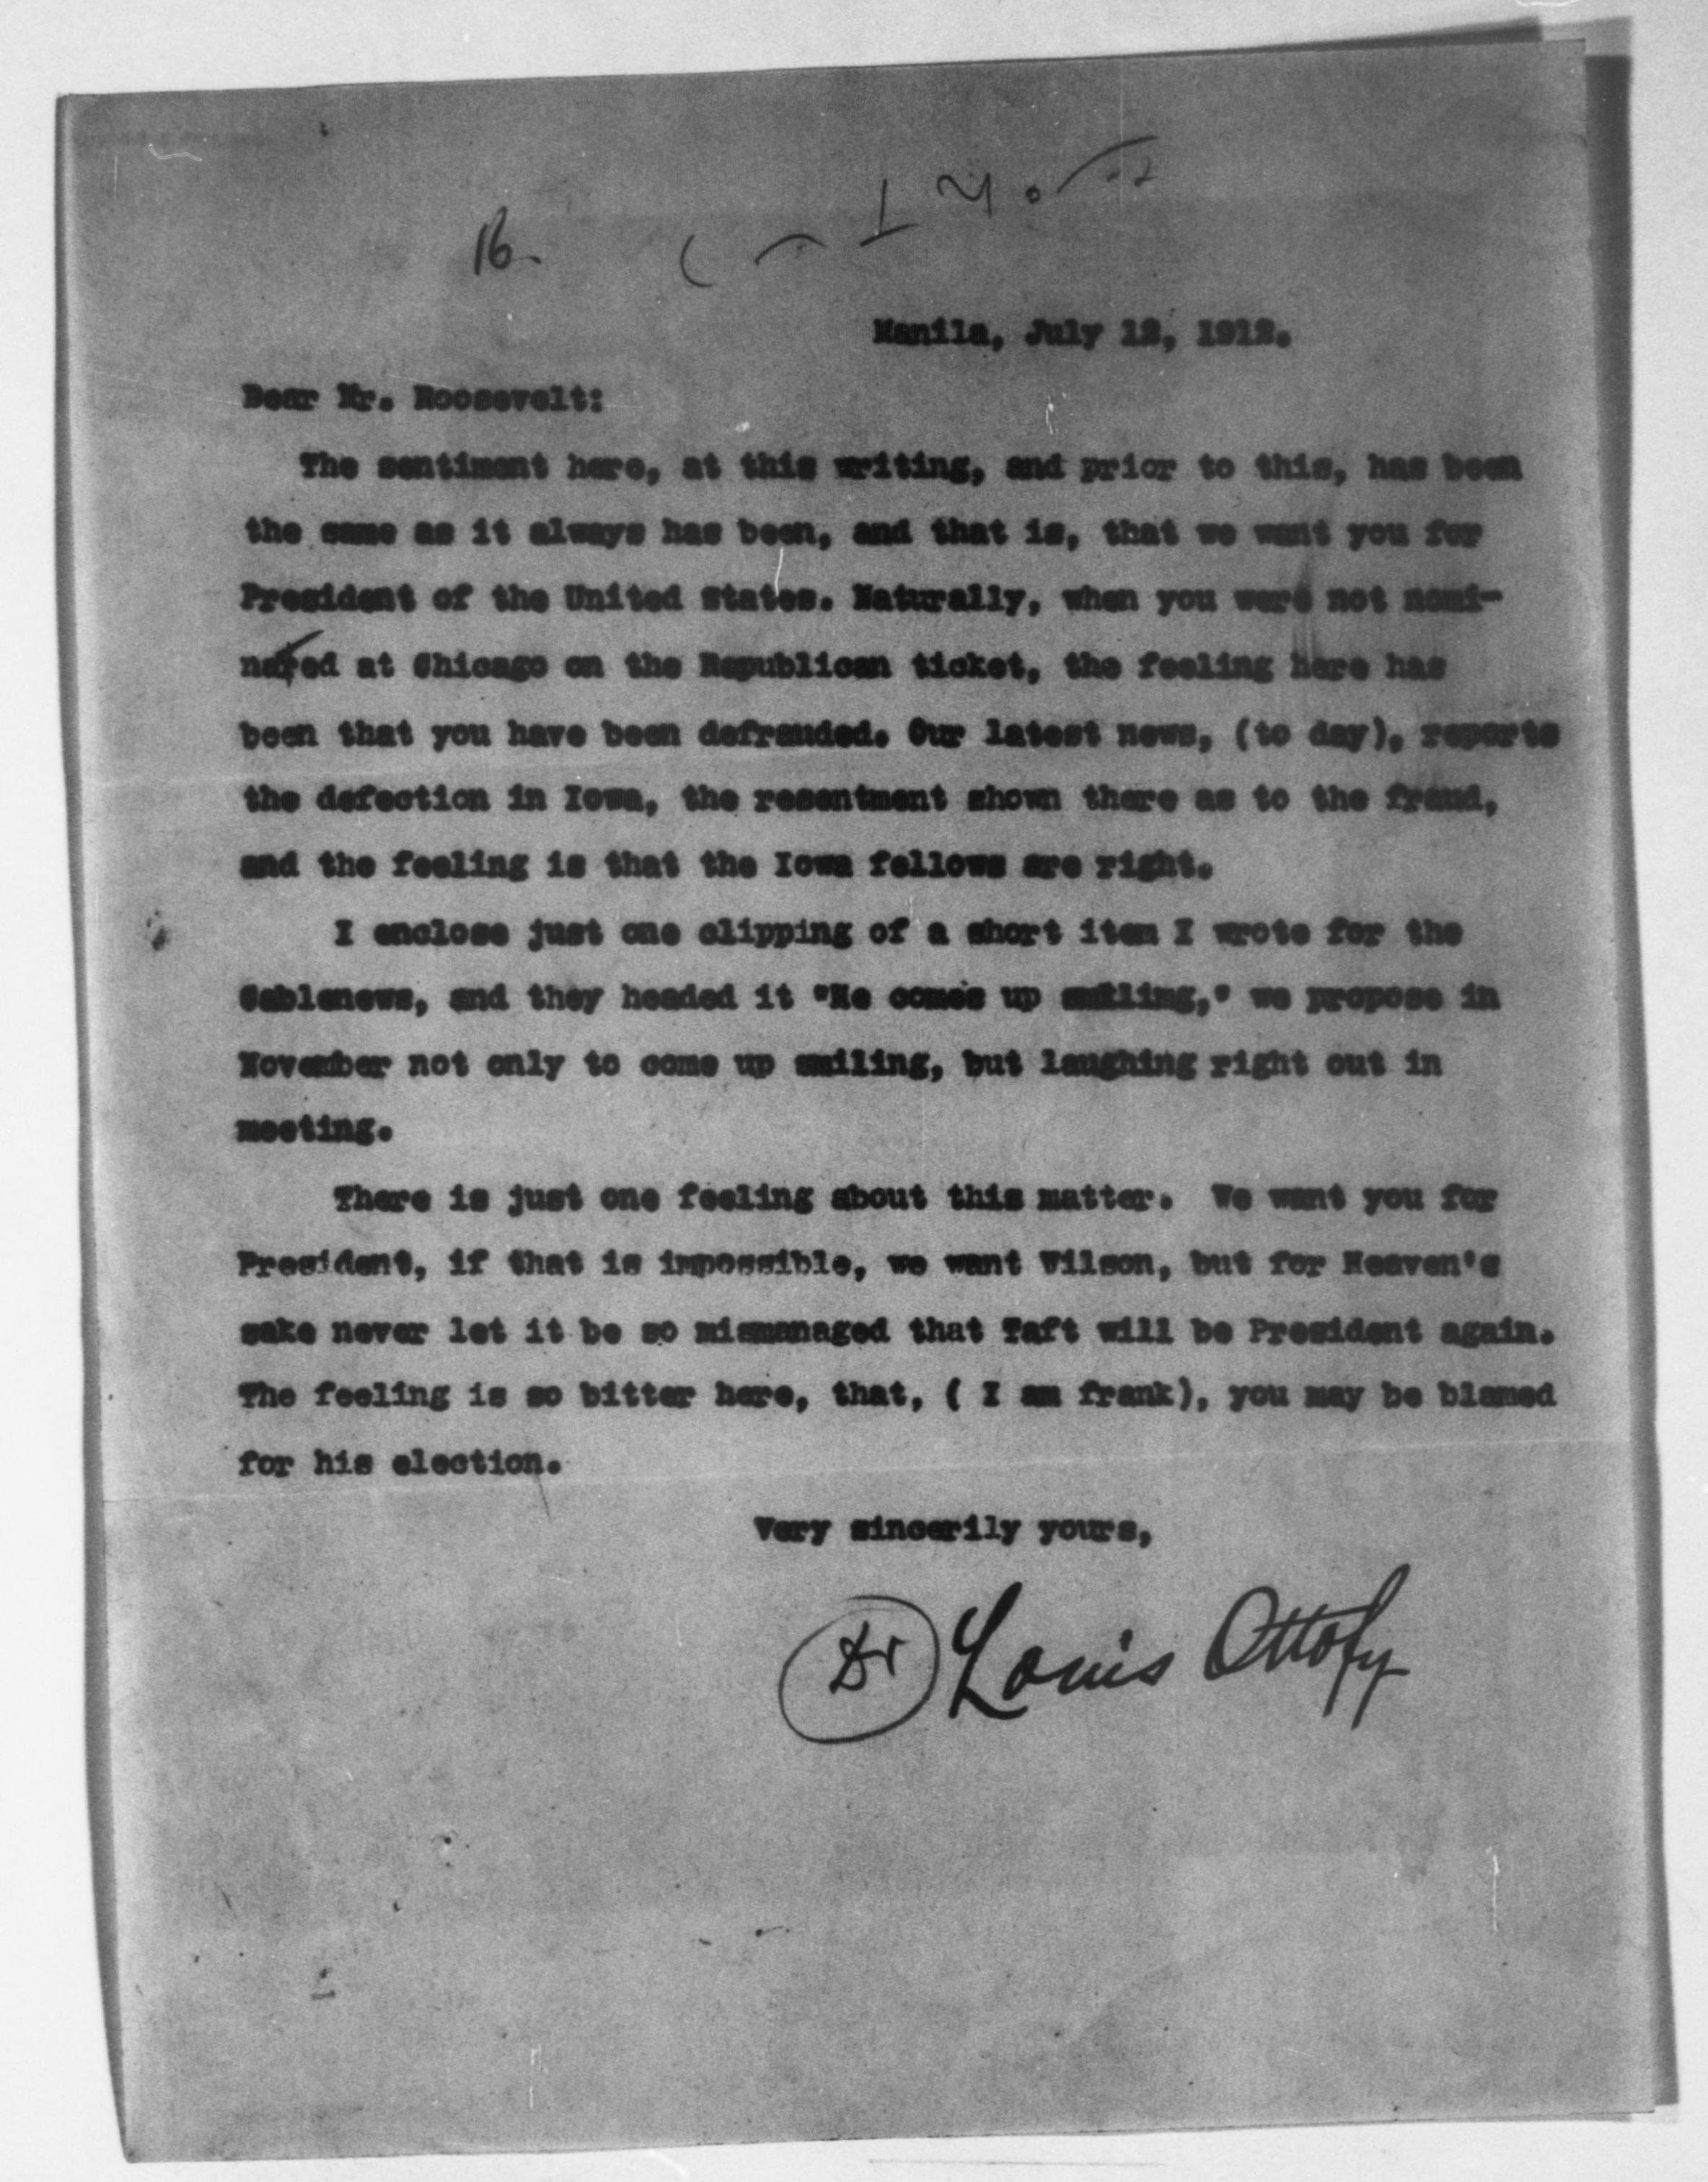 16.
Manila, July 12, 1912.
Dear Mr. Roosevelt:
The sentiment here, at this writing, and prior to this, has been
the same as it always has been, and that is, that we want you for
President of the United States. Naturally, when you were not nomi-
nated at Chicago on the Republican ticket, the feeling here has
been that you have been defrauded. Our latest news, (to day), reports
the defection in Iowa, the resentment shown there as to the fraud,
and the feeling is that the Iowa fellows are right.
I enclose just one clipping of a short item I wrote for the
Cablenews, and they headed it "He comes up smiling," we propose in
November not only to come up smiling, but laughing right out in
meeting.
There is just one feeling about this matter. We want you for
President, if that is impossible, we want Wilson, but for Heaven's
sake never let it be so mismanaged that Taft will be President again.
The feeling is so bitter here, that, ( I am frank), you may be blamed
for his election.
Very sincerily yours,
Dr Louis Ottofy